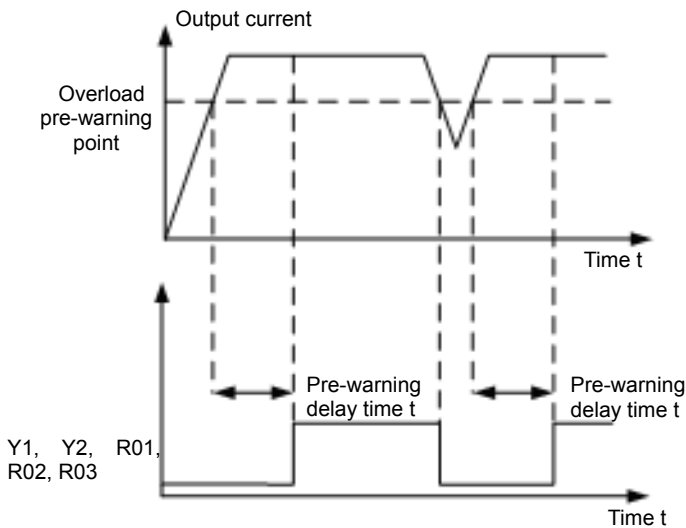 Output current
Overload
pre-warning
point
Time t
Pre-warning
delay time t
Pre-warning
delay time t
Y1, Y2, R01,
R02, R03
Time t